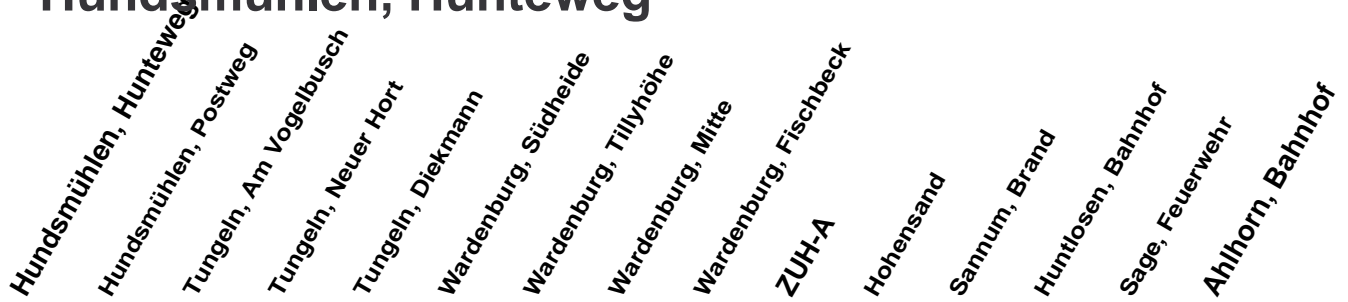 Hundsmühlen, Hunteweg
Hundsmühlen, Hunteweg
Hundsmühlen, Postweg
Tungeln, Am Vogelbusch
Tungeln, Neuer Hort
Tungeln, Diekmann
Wardenburg, Südheide
Wardenburg, Tillyhöhe
Wardenburg, Mitte
Wardenburg, Fischbeck
ZUH-A
Hohensand
Sannum, Brand
Huntlosen, Bahnhof
Sage, Feuerwehr
Ahlhorn, Bahnhof